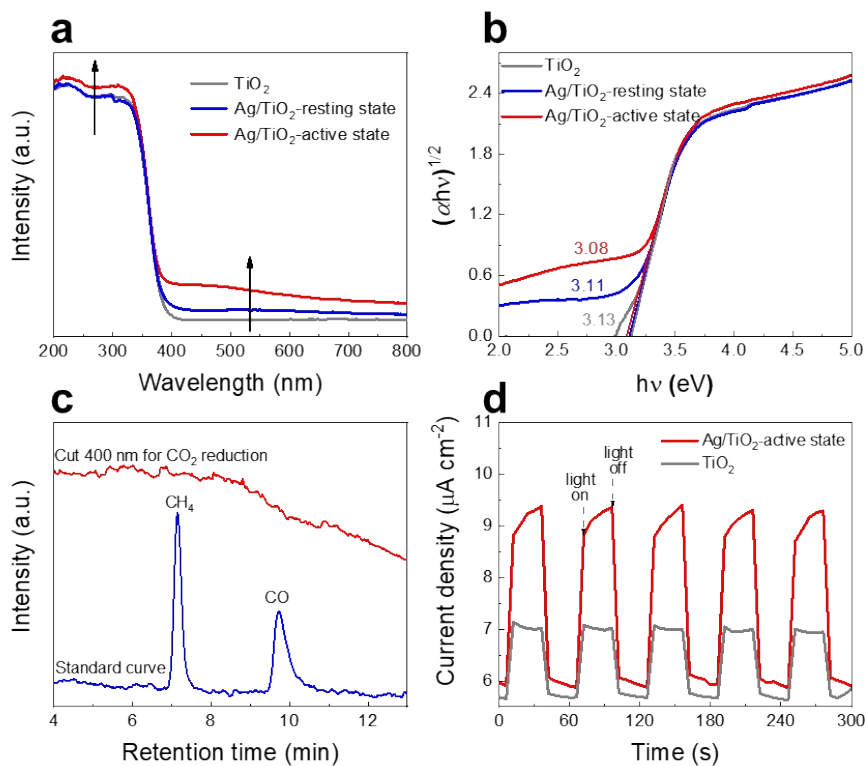 a
Intensity (a.u.)
TiO₂
Ag/TiO₂-resting state
Ag/TiO₂-active state
200 300 400 500 600 700 800
Wavelength (nm)
b
(αhν)^1/2
TiO₂
Ag/TiO₂-resting state
Ag/TiO₂-active state
2.4
1.8
1.2
0.6
0.0
3.08
3.11
3.13
2.0 2.5 3.0 3.5 4.0 4.5 5.0
hν (eV)
c
Intensity (a.u.)
Cut 400 nm for CO₂ reduction
CH₄
CO
Standard curve
4 6 8 10 12
Retention time (min)
d
Current density (μA cm⁻²)
11
10
9
8
7
6
Ag/TiO₂-active state
TiO₂
light
off
light
on
0 60 120 180 240 300
Time (s)